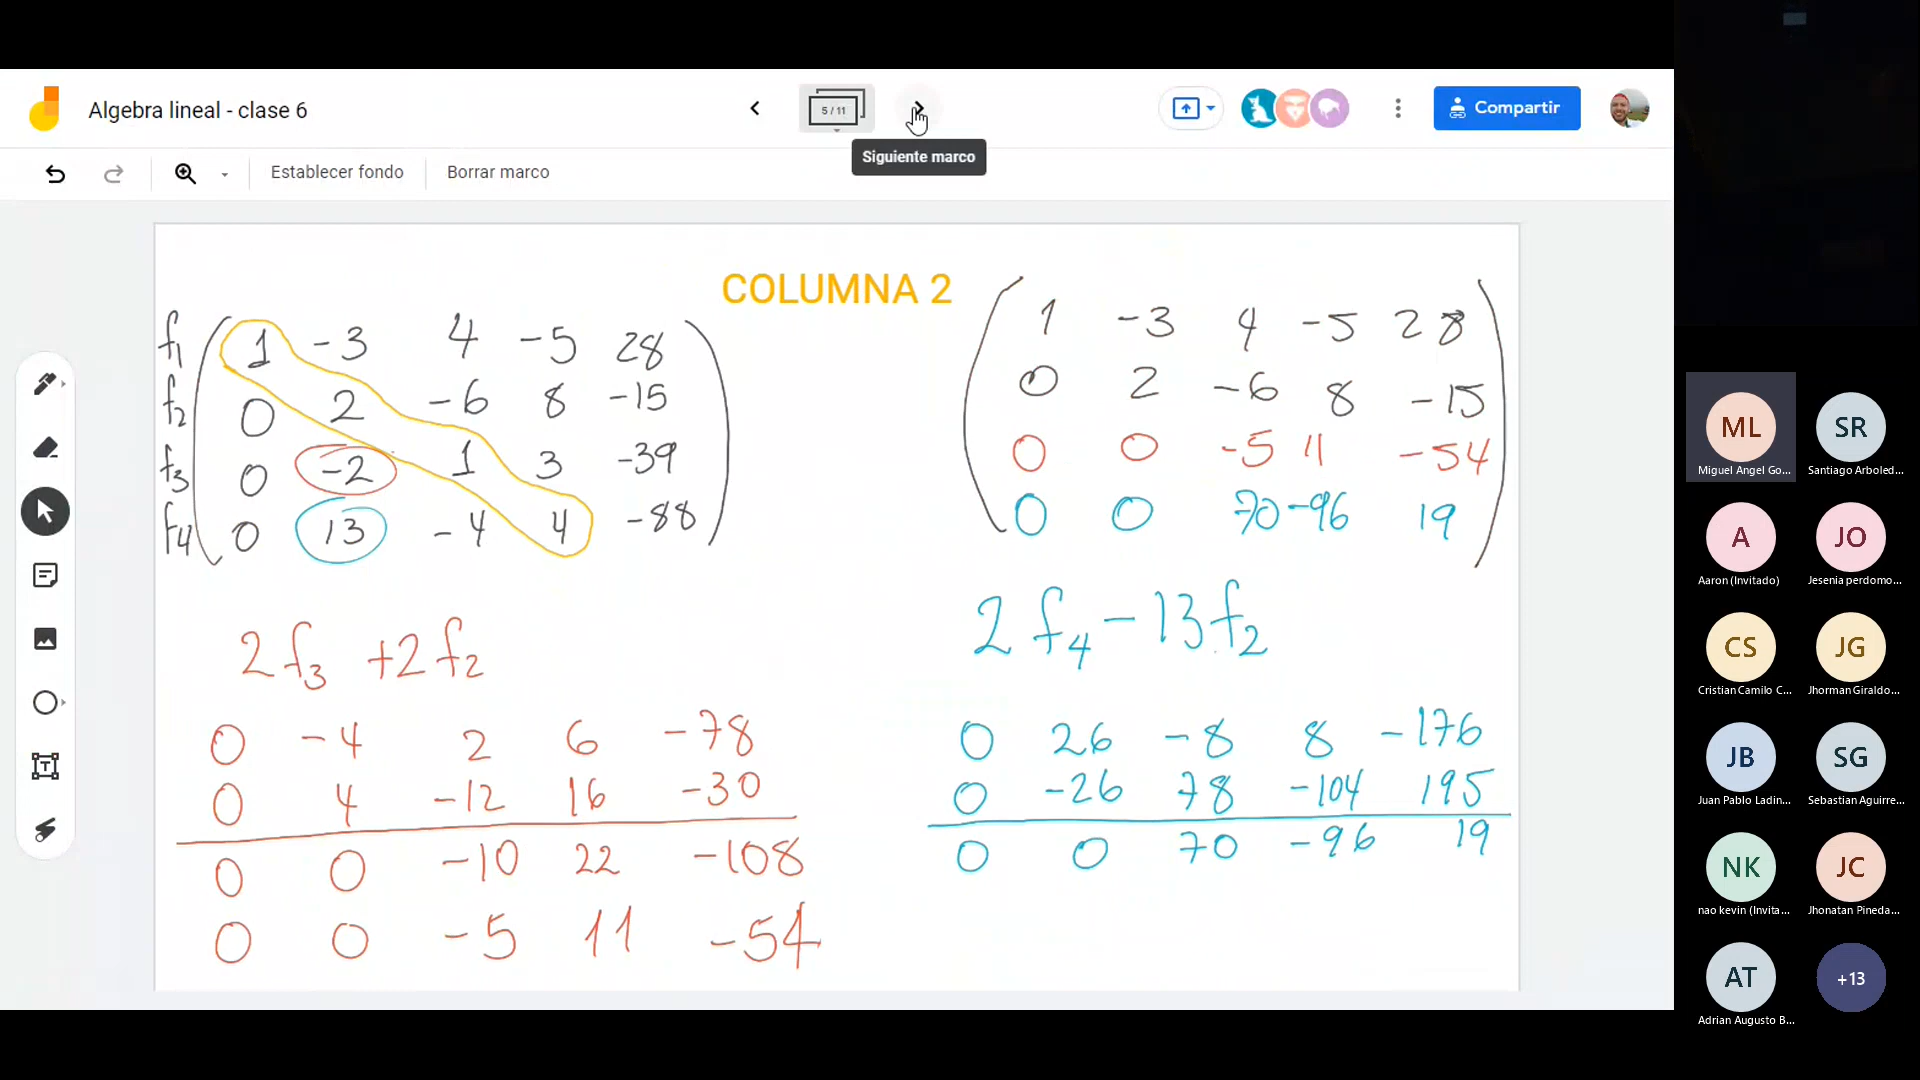 Algebra lineal - clase 6
5 / 11
Compartir
Siguiente marco
Establecer fondo
Borrar marco
COLUMNA 2
f1 1 -3 4 -5 28
f2 0 2 -6 8 -15
f3 0 -2 1 3 -39
f4 0 13 -4 4 -88
1 -3 4 -5 28
0 2 -6 8 -15
0 0 -5 11 -54
0 0 70 -96 19
2f3 +2f2
0 -4 2 6 -78
0 4 -12 16 -30
0 0 -10 22 -108
0 0 -5 11 -54
2f4 - 13f2
0 26 -8 8 -176
0 -26 78 -104 195
0 0 70 -96 19
ML
Miguel Angel Go...
SR
Santiago Arboled...
A
Aaron (Invitado)
JO
Jesenia perdomo...
CS
Cristian Camilo C...
JG
Jhorman Giraldo...
JB
Juan Pablo Ladin...
SG
Sebastian Aguirre...
NK
nao kevin (Invita...
JC
Jhonatan Pineda...
AT
Adrian Augusto B...
+13